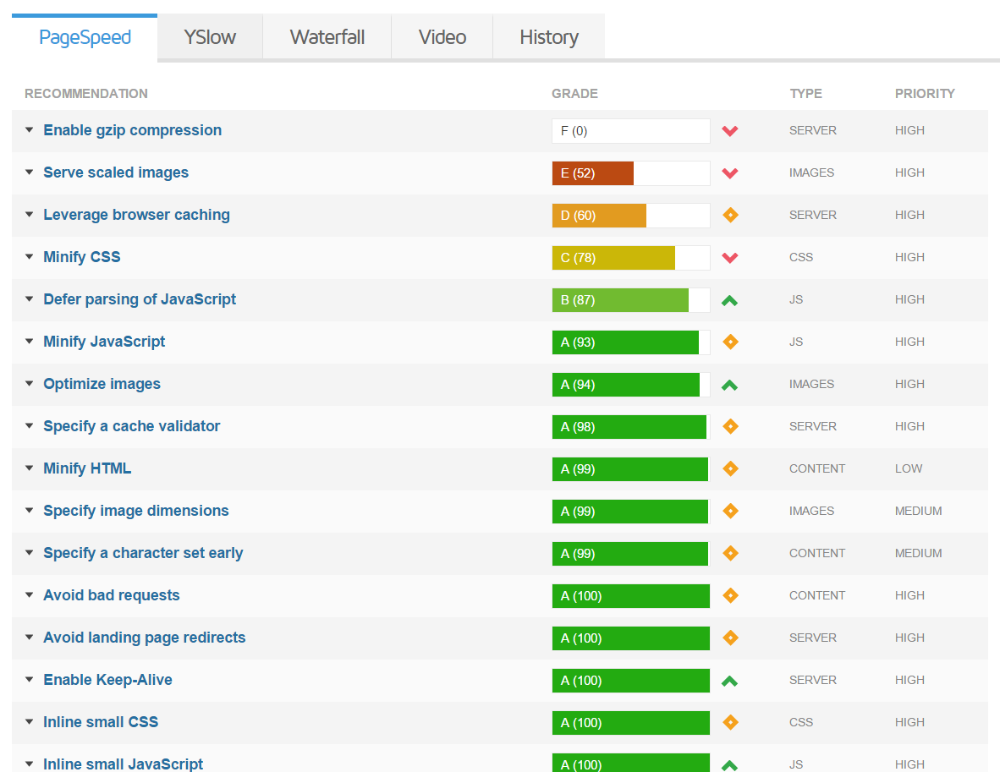 PageSpeed YSlow Waterfall Video History
RECOMMENDATION GRADE TYPE PRIORITY
Enable gzip compression F (0) SERVER HIGH
Serve scaled images E (52) IMAGES HIGH
Leverage browser caching D (60) SERVER HIGH
Minify CSS C (78) CSS HIGH
Defer parsing of JavaScript B (87) JS HIGH
Minify JavaScript A (93) JS HIGH
Optimize images A (94) IMAGES HIGH
Specify a cache validator A (98) SERVER HIGH
Minify HTML A (99) CONTENT LOW
Specify image dimensions A (99) IMAGES MEDIUM
Specify a character set early A (99) CONTENT MEDIUM
Avoid bad requests A (100) CONTENT HIGH
Avoid landing page redirects A (100) SERVER HIGH
Enable Keep-Alive A (100) SERVER HIGH
Inline small CSS A (100) CSS HIGH
Inline small JavaScript A (100) JS HIGH